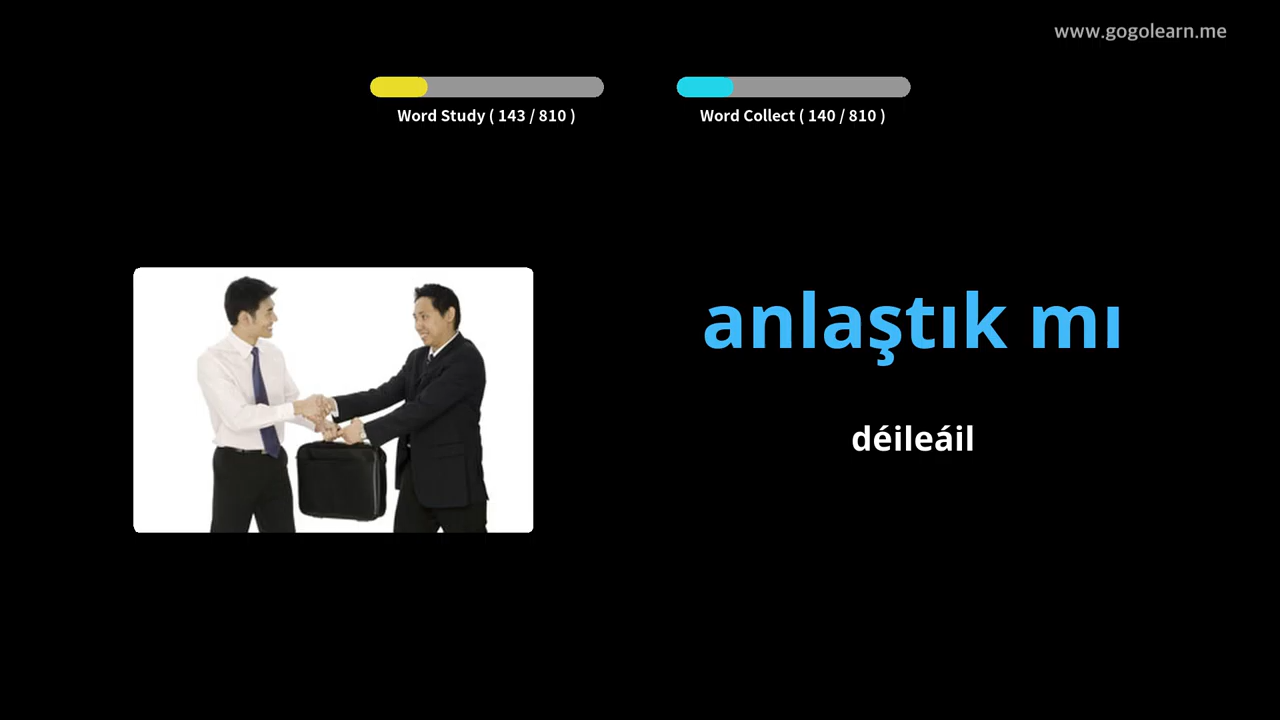 www.gogolearn.me
Word Study ( 143 / 810 )
Word Collect ( 140 / 810 )
anlaştık mı
déileáil